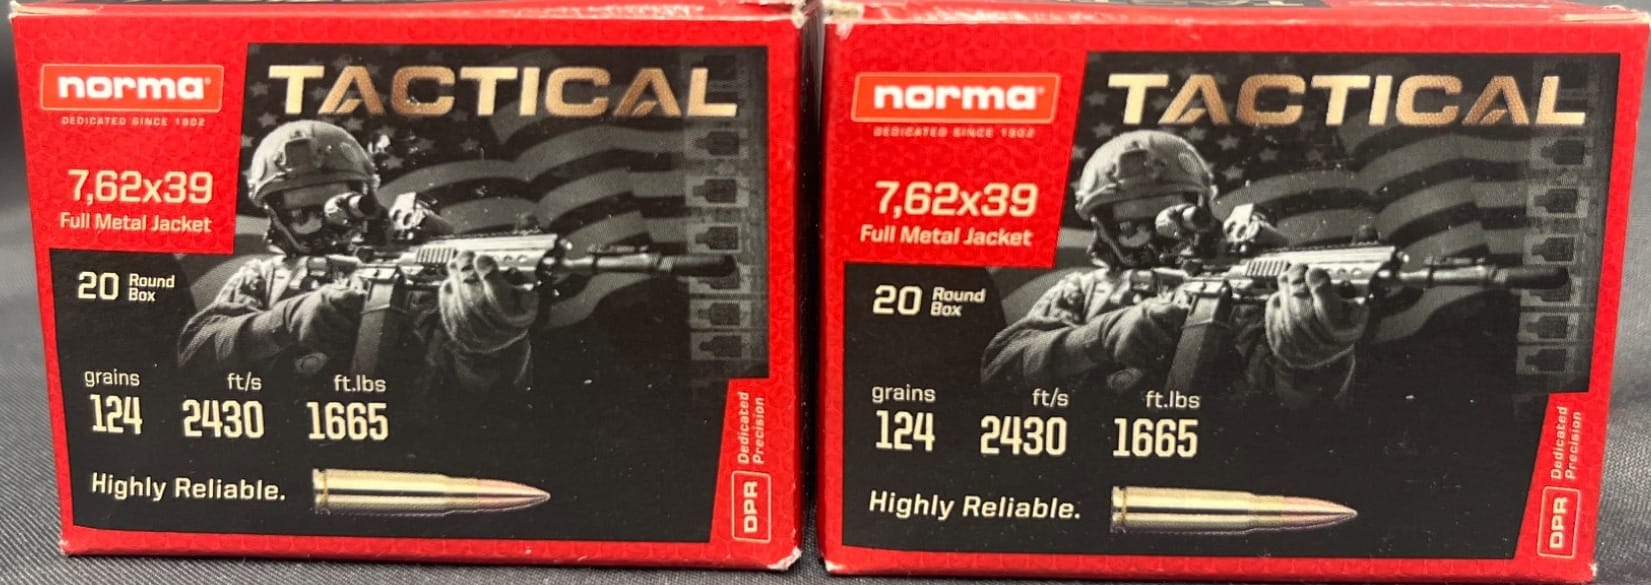 norma®
TACTICAL
DEDICATED SINCE 1902
7,62x39
Full Metal Jacket
20 Round Box
grains ft/s ft.lbs
124 2430 1665
Highly Reliable.
DPR Dedicated Precision
norma®
TACTICAL
DEDICATED SINCE 1902
7,62x39
Full Metal Jacket
20 Round Box
grains ft/s ft.lbs
124 2430 1665
Highly Reliable.
DPR Dedicated Precision